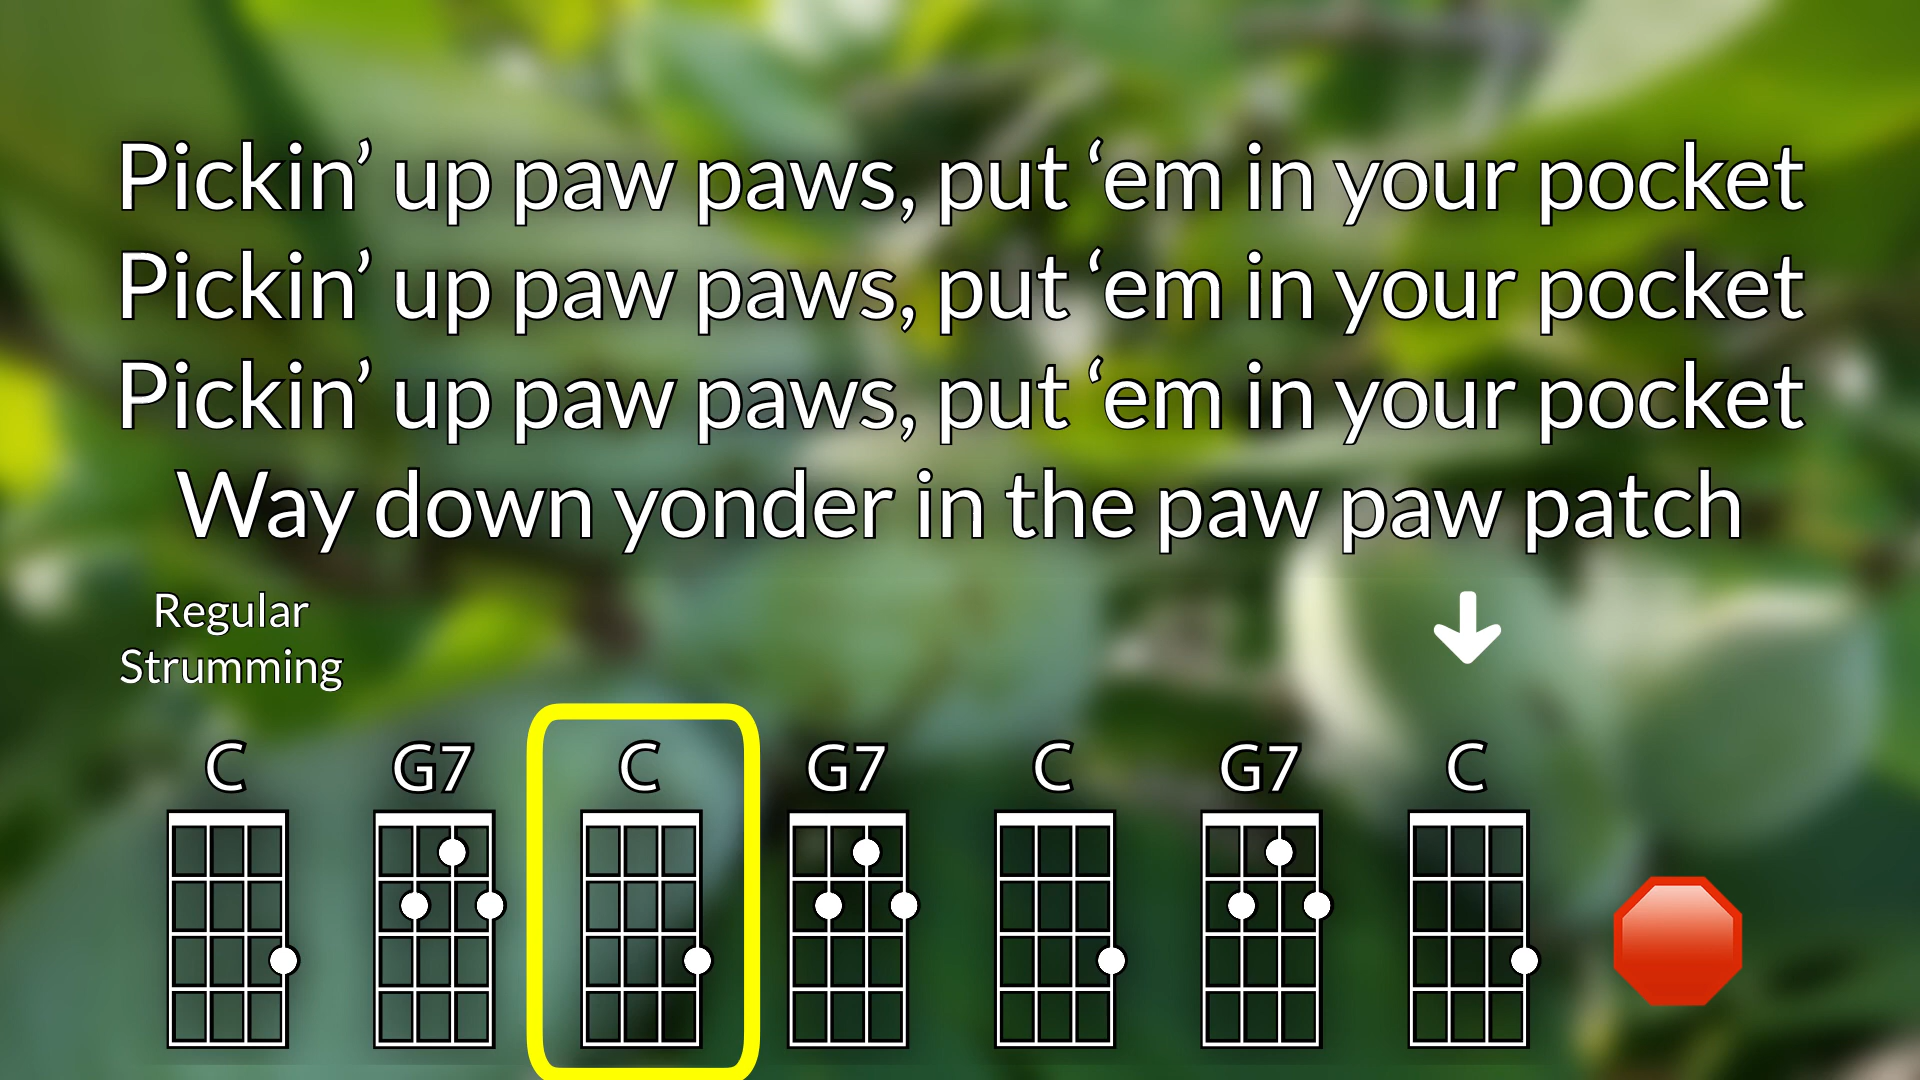 Pickin’ up paw paws, put ‘em in your pocket
Pickin’ up paw paws, put ‘em in your pocket
Pickin’ up paw paws, put ‘em in your pocket
Way down yonder in the paw paw patch
Regular
Strumming
C G7 C G7 C G7 C